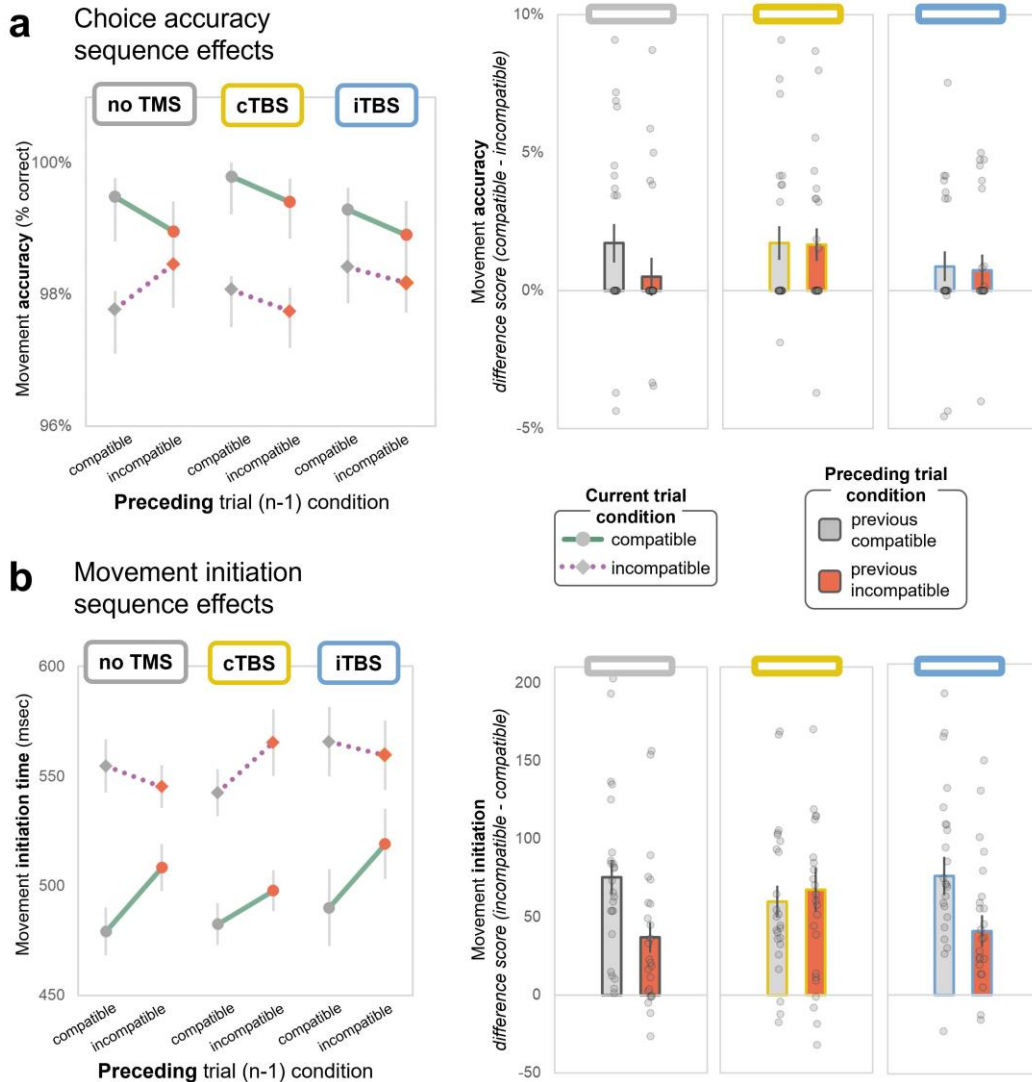 a
Choice accuracy
sequence effects
no TMS
cTBS
iTBS
Movement accuracy (% correct)
100%
98%
96%
compatible
incompatible
compatible
incompatible
compatible
incompatible
Preceding trial (n-1) condition
Movement accuracy
difference score (compatible - incompatible)
10%
5%
0%
-5%
Current trial
condition
compatible
incompatible
Preceding trial
condition
previous
compatible
previous
incompatible
b
Movement initiation
sequence effects
no TMS
cTBS
iTBS
Movement initiation time (msec)
600
550
500
450
compatible
incompatible
compatible
incompatible
compatible
incompatible
Preceding trial (n-1) condition
Movement initiation
difference score (incompatible - compatible)
200
150
100
50
0
-50